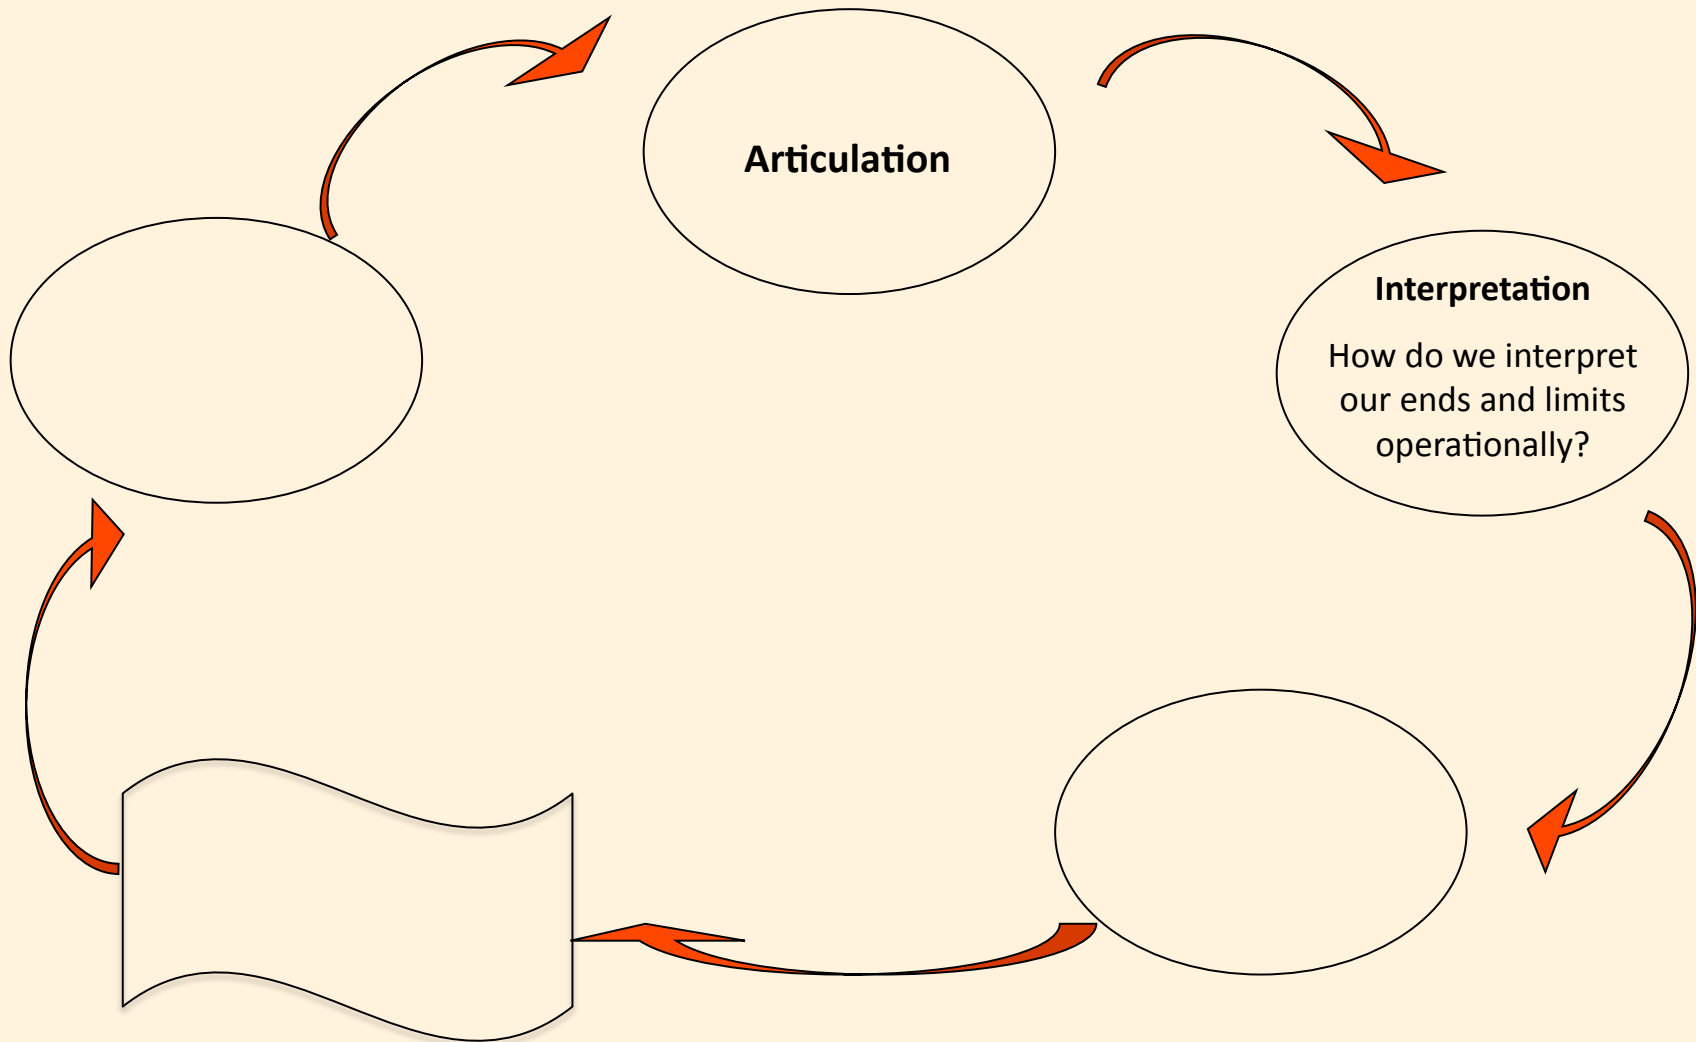 Articulation
Interpretation
How do we interpret
our ends and limits
operationally?